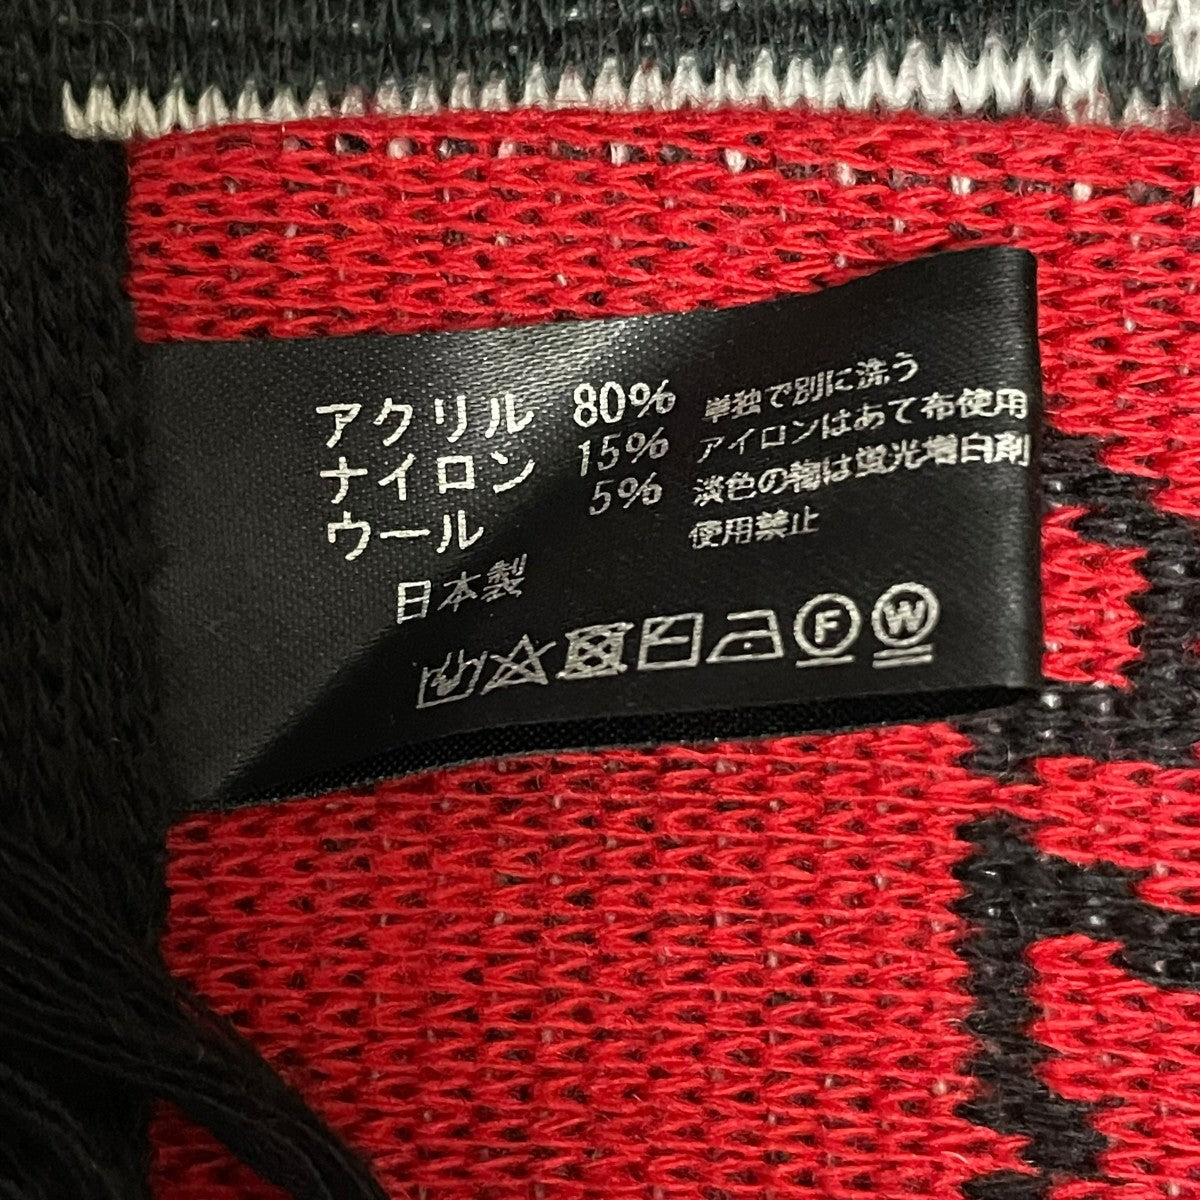 アクリル 80%
ナイロン 15%
ウール 5%
日本製
単独で別に洗う
アイロンはあて布使用
淡色の物は蛍光増白剤
使用禁止
F W